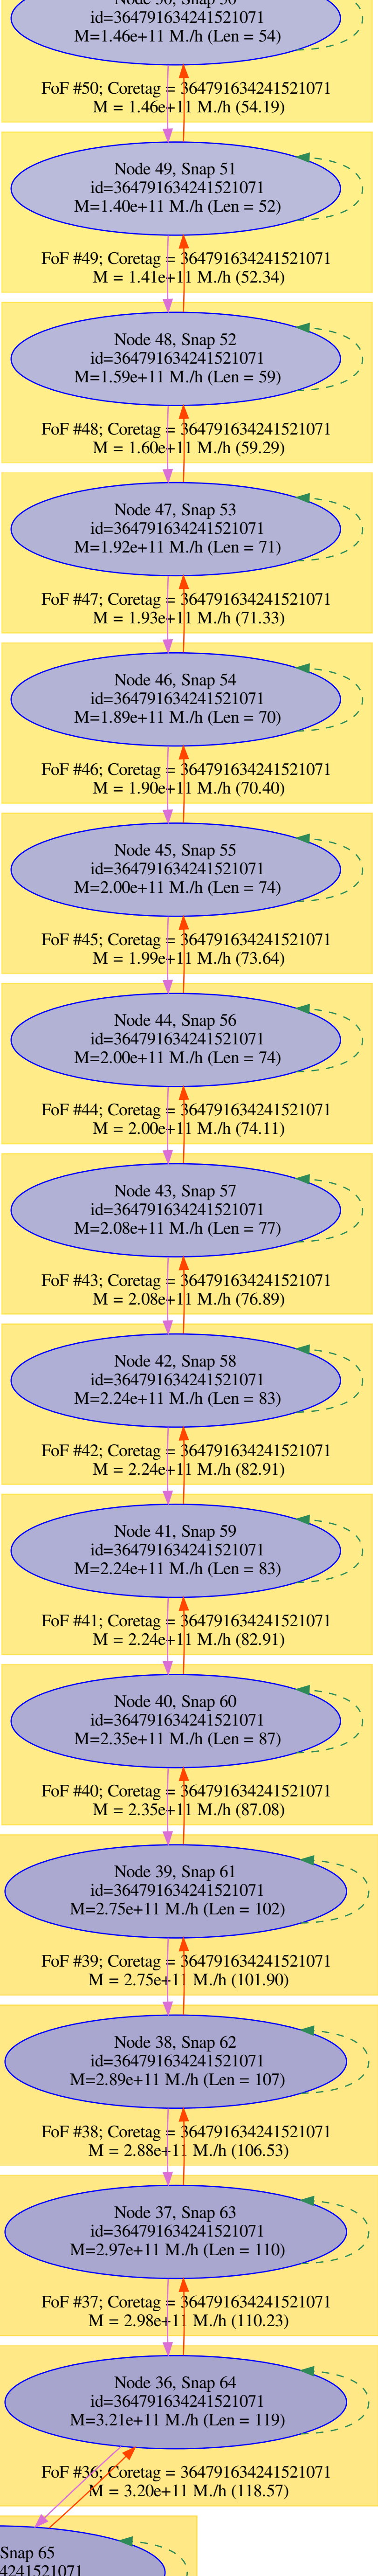 id=364791634241521071
M=1.46e+11 M./h (Len = 54)
FoF #50; Coretag = 364791634241521071
M = 1.46e+11 M./h (54.19)
Node 49, Snap 51
id=364791634241521071
M=1.40e+11 M./h (Len = 52)
FoF #49; Coretag = 364791634241521071
M = 1.41e+11 M./h (52.34)
Node 48, Snap 52
id=364791634241521071
M=1.59e+11 M./h (Len = 59)
FoF #48; Coretag = 364791634241521071
M = 1.60e+11 M./h (59.29)
Node 47, Snap 53
id=364791634241521071
M=1.92e+11 M./h (Len = 71)
FoF #47; Coretag = 364791634241521071
M = 1.93e+11 M./h (71.33)
Node 46, Snap 54
id=364791634241521071
M=1.89e+11 M./h (Len = 70)
FoF #46; Coretag = 364791634241521071
M = 1.90e+11 M./h (70.40)
Node 45, Snap 55
id=364791634241521071
M=2.00e+11 M./h (Len = 74)
FoF #45; Coretag = 364791634241521071
M = 1.99e+11 M./h (73.64)
Node 44, Snap 56
id=364791634241521071
M=2.00e+11 M./h (Len = 74)
FoF #44; Coretag = 364791634241521071
M = 2.00e+11 M./h (74.11)
Node 43, Snap 57
id=364791634241521071
M=2.08e+11 M./h (Len = 77)
FoF #43; Coretag = 364791634241521071
M = 2.08e+11 M./h (76.89)
Node 42, Snap 58
id=364791634241521071
M=2.24e+11 M./h (Len = 83)
FoF #42; Coretag = 364791634241521071
M = 2.24e+11 M./h (82.91)
Node 41, Snap 59
id=364791634241521071
M=2.24e+11 M./h (Len = 83)
FoF #41; Coretag = 364791634241521071
M = 2.24e+11 M./h (82.91)
Node 40, Snap 60
id=364791634241521071
M=2.35e+11 M./h (Len = 87)
FoF #40; Coretag = 364791634241521071
M = 2.35e+11 M./h (87.08)
Node 39, Snap 61
id=364791634241521071
M=2.75e+11 M./h (Len = 102)
FoF #39; Coretag = 364791634241521071
M = 2.75e+11 M./h (101.90)
Node 38, Snap 62
id=364791634241521071
M=2.89e+11 M./h (Len = 107)
FoF #38; Coretag = 364791634241521071
M = 2.88e+11 M./h (106.53)
Node 37, Snap 63
id=364791634241521071
M=2.97e+11 M./h (Len = 110)
FoF #37; Coretag = 364791634241521071
M = 2.98e+11 M./h (110.23)
Node 36, Snap 64
id=364791634241521071
M=3.21e+11 M./h (Len = 119)
FoF #36; Coretag = 364791634241521071
M = 3.20e+11 M./h (118.57)
Snap 65